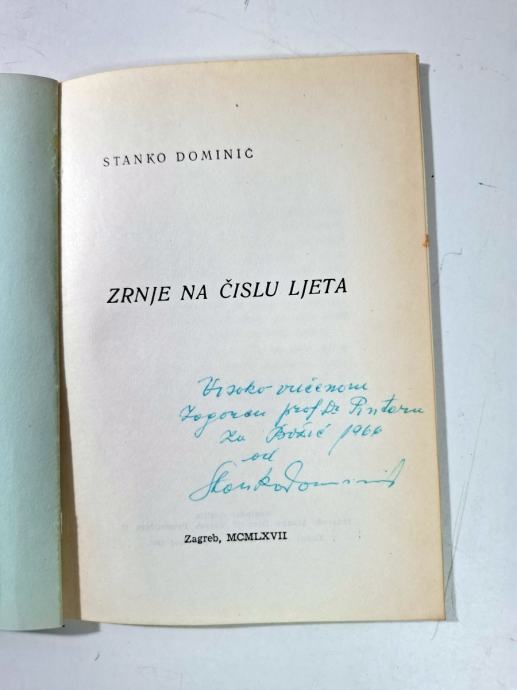 STANKO DOMINIĆ
ZRNJE NA ČISLU LJETA
Visoko učenom
Zagorcu prof Dr Pinteru
za Božić 1966
od
Stanko Dominić
Zagreb, MCMLXVII